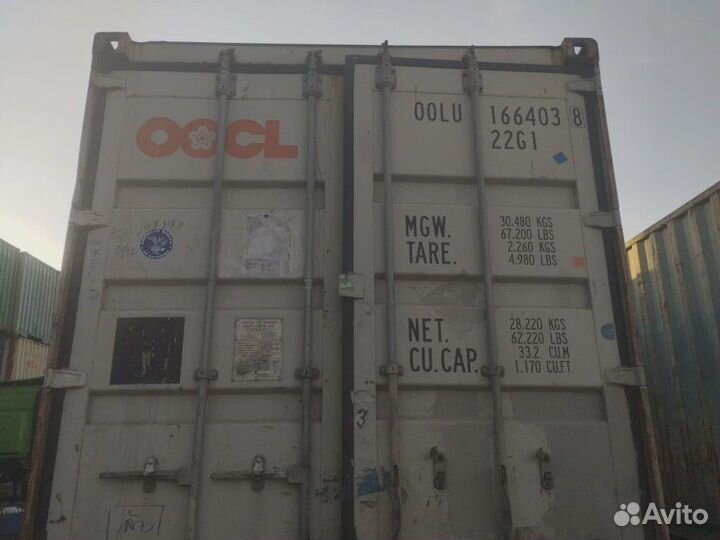 OOCL
OOLU 166403 8
22G1
MGW. 30.480 KGS
67.200 LBS
TARE. 2.260 KGS
4.980 LBS
NET. 28.220 KGS
62.220 LBS
CU.CAP. 33.2 CU.M
1.170 CU.FT
3
Avito